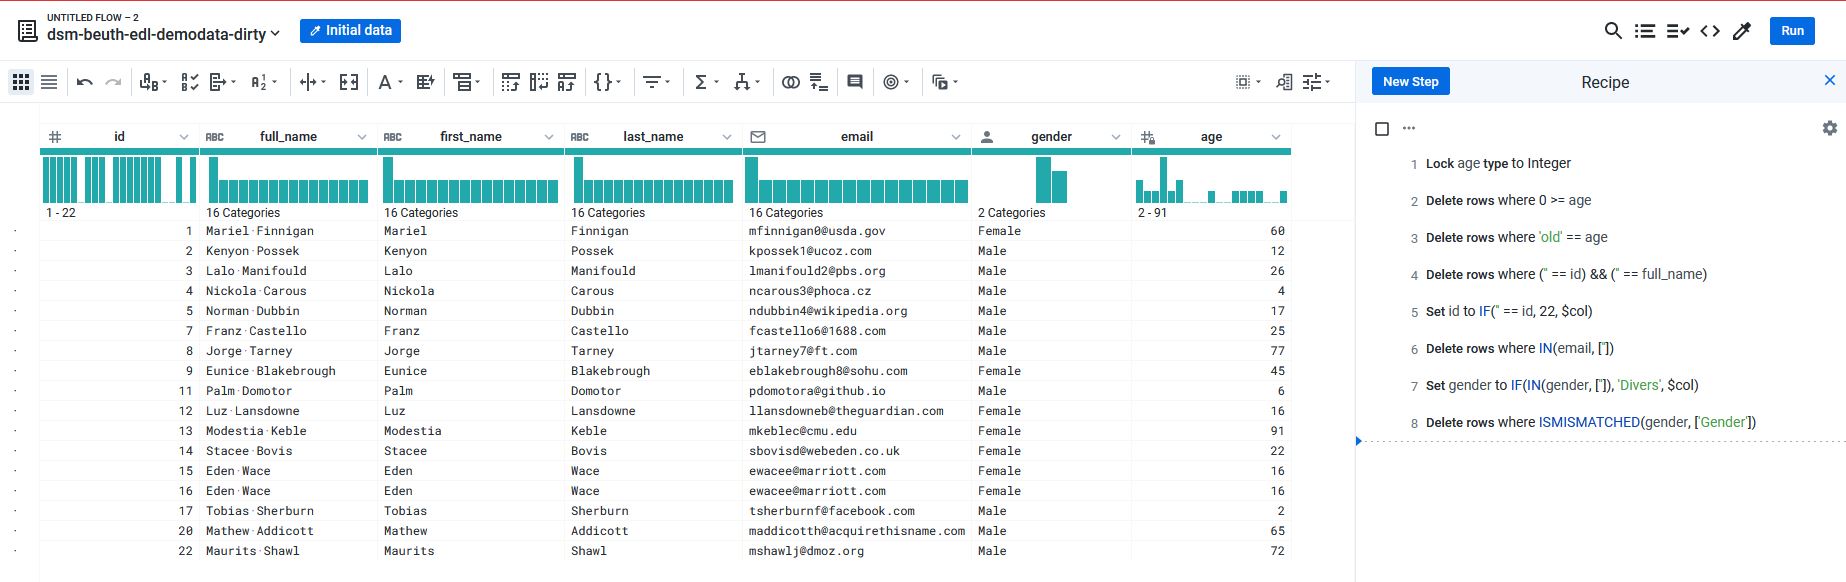 UNTITLED FLOW – 2
dsm-beuth-edl-demodata-dirty
Initial data
Run
New Step
Recipe
id
ABC full_name
ABC first_name
ABC last_name
email
gender
age
1 - 22
16 Categories
16 Categories
16 Categories
16 Categories
2 Categories
2 - 91
1 Mariel·Finnigan Mariel Finnigan mfinnigan0@usda.gov Female 60
2 Kenyon·Possek Kenyon Possek kpossek1@ucoz.com Male 12
3 Lalo·Manifould Lalo Manifould lmanifould2@pbs.org Male 26
4 Nickola·Carous Nickola Carous ncarous3@phoca.cz Male 4
5 Norman·Dubbin Norman Dubbin ndubbin4@wikipedia.org Male 17
7 Franz·Castello Franz Castello fcastello6@1688.com Male 25
8 Jorge·Tarney Jorge Tarney jtarney7@ft.com Male 77
9 Eunice·Blakebrough Eunice Blakebrough eblakebrough8@sohu.com Female 45
11 Palm·Domotor Palm Domotor pdomotora@github.io Male 6
12 Luz·Lansdowne Luz Lansdowne llansdowneb@theguardian.com Female 16
13 Modestia·Keble Modestia Keble mkeblec@cmu.edu Female 91
14 Stacee·Bovis Stacee Bovis sbovisd@webeden.co.uk Female 22
15 Eden·Wace Eden Wace ewacee@marriott.com Female 16
16 Eden·Wace Eden Wace ewacee@marriott.com Female 16
17 Tobias·Sherburn Tobias Sherburn tsherburnf@facebook.com Male 2
20 Mathew·Addicott Mathew Addicott maddicotth@acquirethisname.com Male 65
22 Maurits·Shawl Maurits Shawl mshawlj@dmoz.org Male 72
1 Lock age type to Integer
2 Delete rows where 0 >= age
3 Delete rows where 'old' == age
4 Delete rows where ('' == id) && ('' == full_name)
5 Set id to IF('' == id, 22, $col)
6 Delete rows where IN(email, [''])
7 Set gender to IF(IN(gender, ['']), 'Divers', $col)
8 Delete rows where ISMISMATCHED(gender, ['Gender'])